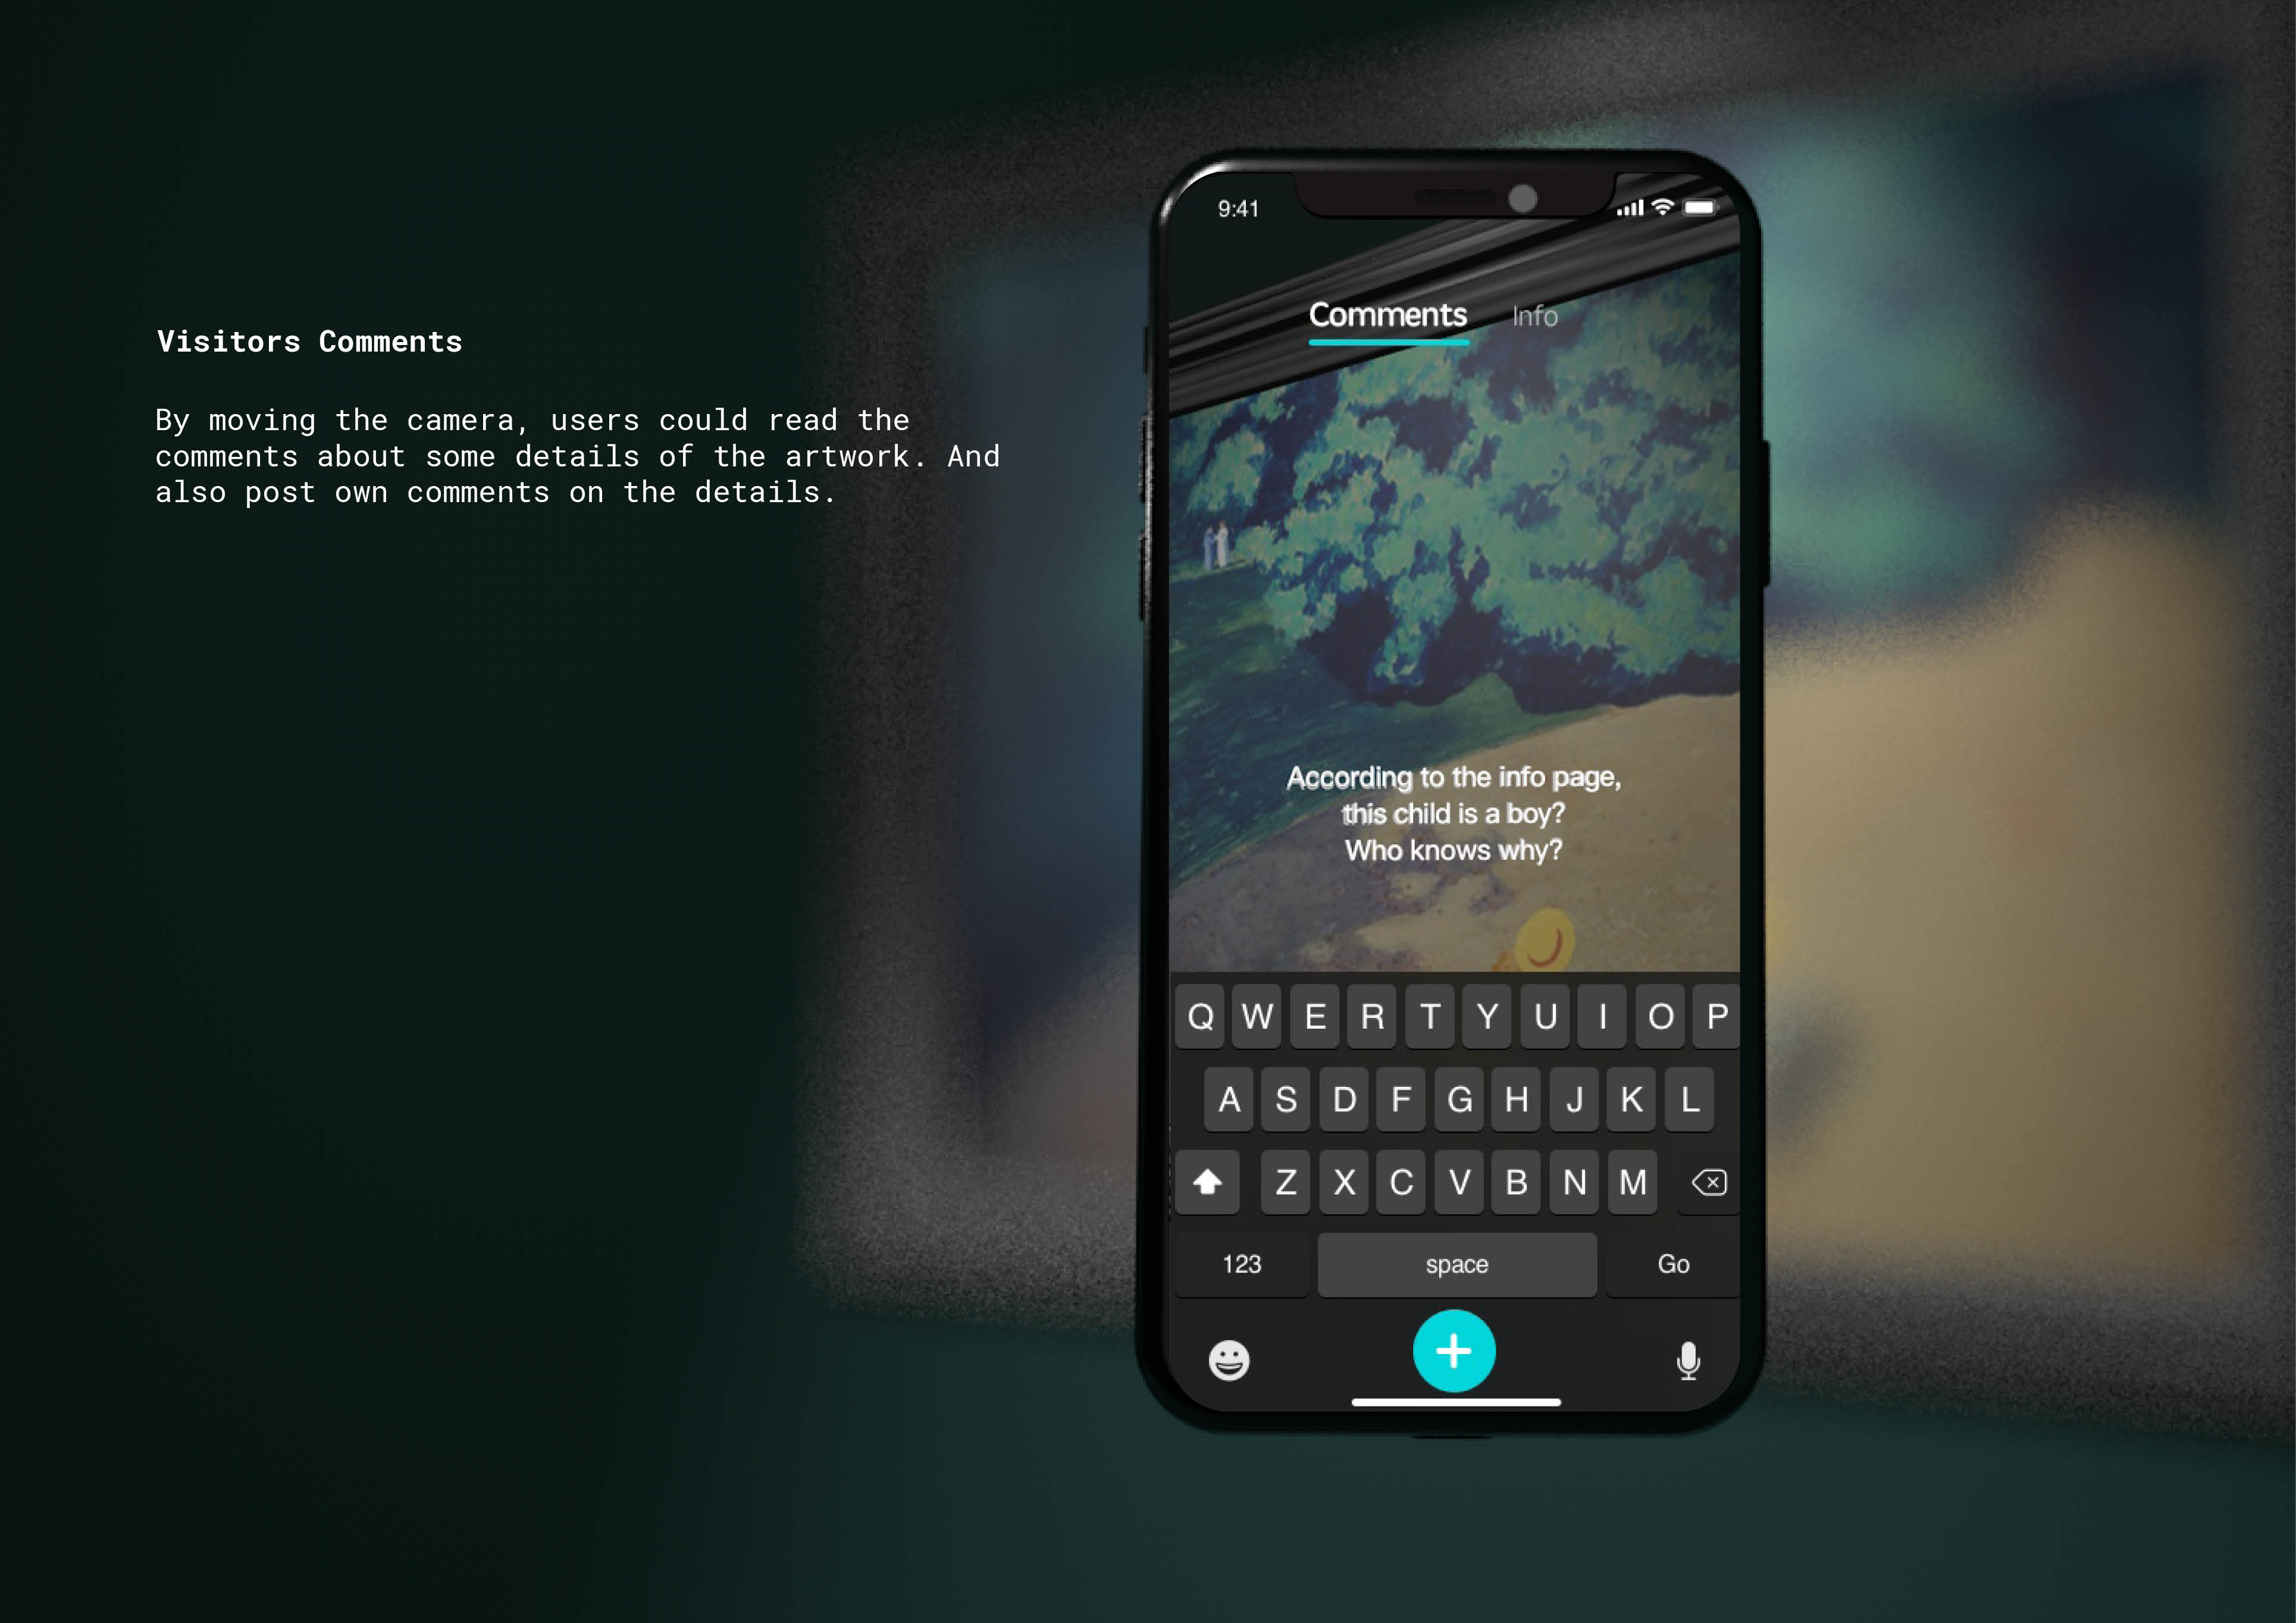 Visitors Comments
By moving the camera, users could read the
comments about some details of the artwork. And
also post own comments on the details.
9:41
Comments Info
According to the info page,
this child is a boy?
Who knows why?
Q W E R T Y U I O P
A S D F G H J K L
Z X C V B N M
123 space Go